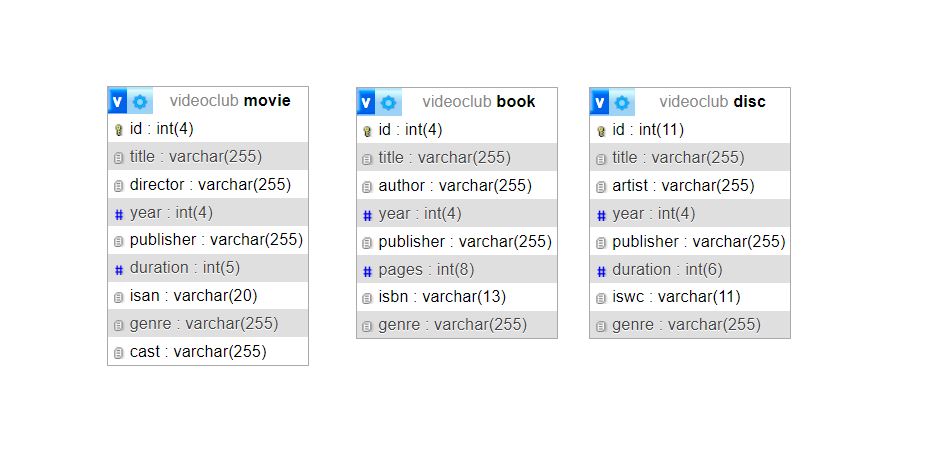 v videoclub movie
id : int(4)
title : varchar(255)
director : varchar(255)
# year : int(4)
publisher : varchar(255)
# duration : int(5)
isan : varchar(20)
genre : varchar(255)
cast : varchar(255)
v videoclub book
id : int(4)
title : varchar(255)
author : varchar(255)
# year : int(4)
publisher : varchar(255)
# pages : int(8)
isbn : varchar(13)
genre : varchar(255)
v videoclub disc
id : int(11)
title : varchar(255)
artist : varchar(255)
# year : int(4)
publisher : varchar(255)
# duration : int(6)
iswc : varchar(11)
genre : varchar(255)